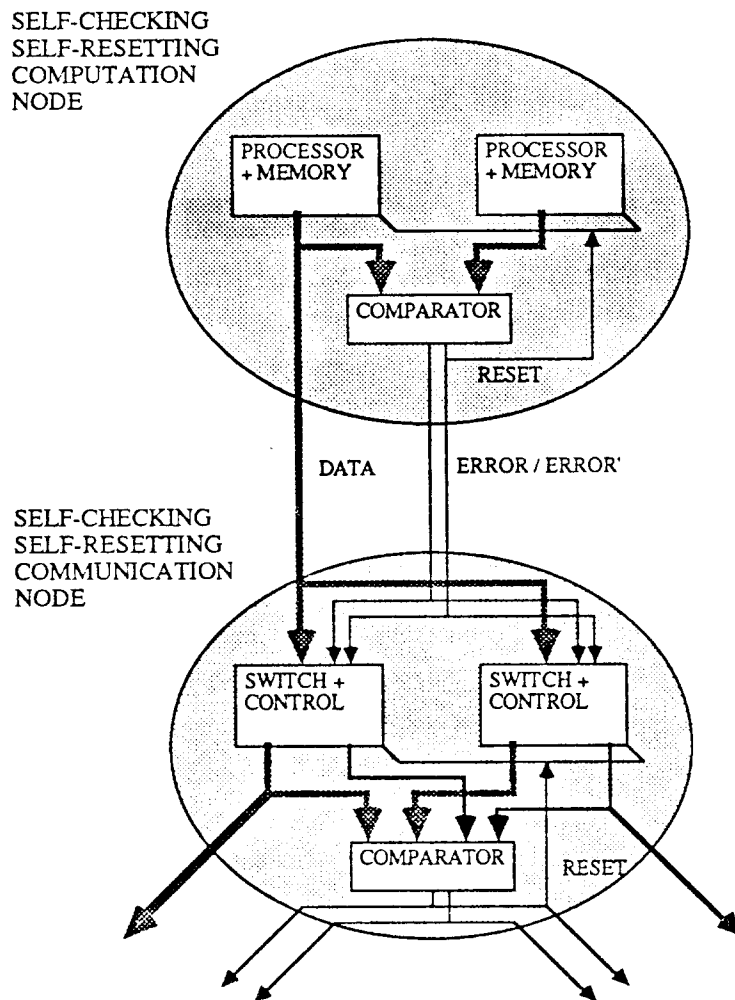 SELF-CHECKING
SELF-RESETTING
COMPUTATION
NODE
PROCESSOR
+ MEMORY
PROCESSOR
+ MEMORY
COMPARATOR
RESET
DATA
ERROR / ERROR'
SELF-CHECKING
SELF-RESETTING
COMMUNICATION
NODE
SWITCH +
CONTROL
SWITCH +
CONTROL
COMPARATOR
RESET